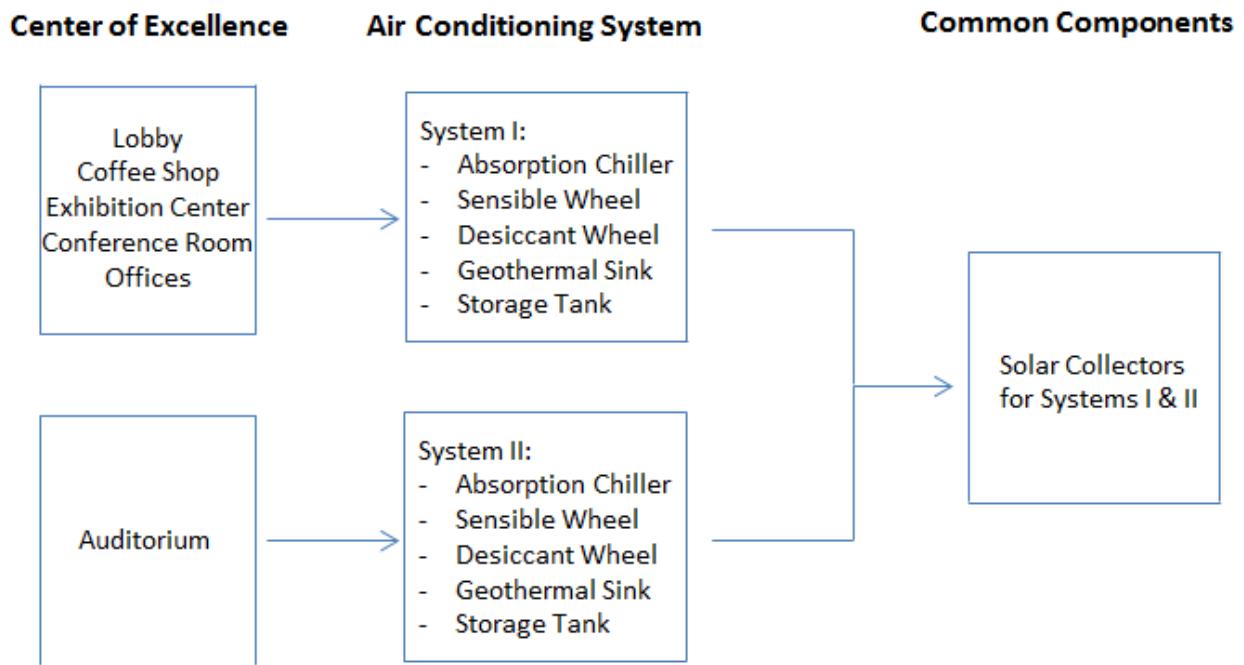 Center of Excellence
Air Conditioning System
Common Components
Lobby
Coffee Shop
Exhibition Center
Conference Room
Offices
System I:
- Absorption Chiller
- Sensible Wheel
- Desiccant Wheel
- Geothermal Sink
- Storage Tank
Solar Collectors
for Systems I & II
Auditorium
System II:
- Absorption Chiller
- Sensible Wheel
- Desiccant Wheel
- Geothermal Sink
- Storage Tank